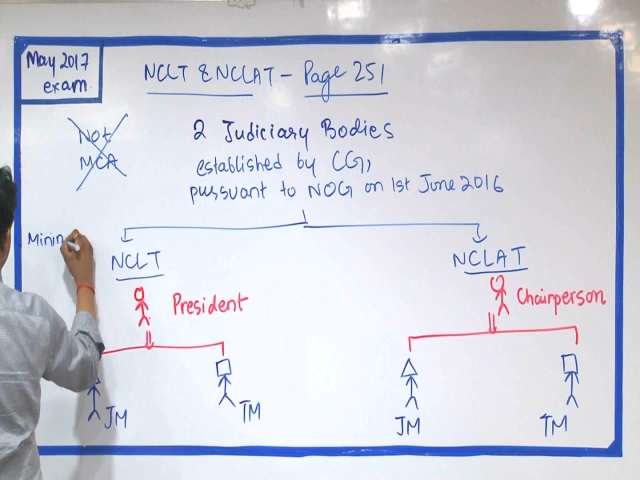 May 2017
exam
NCLT & NCLAT - Page 251
Not
MCA
2 Judiciary Bodies
established by CG,
pursuant to NOG on 1st June 2016
Minin
NCLT
NCLAT
President
Chairperson
JM
TM
JM
TM